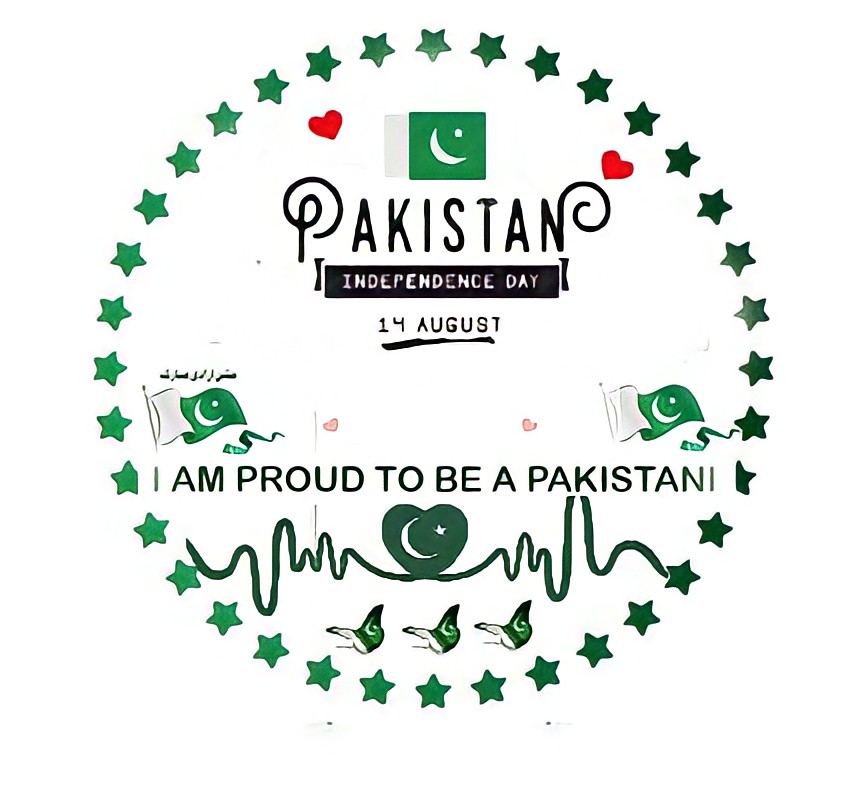 PAKISTAN
INDEPENDENCE DAY
14 AUGUST
I AM PROUD TO BE A PAKISTANI